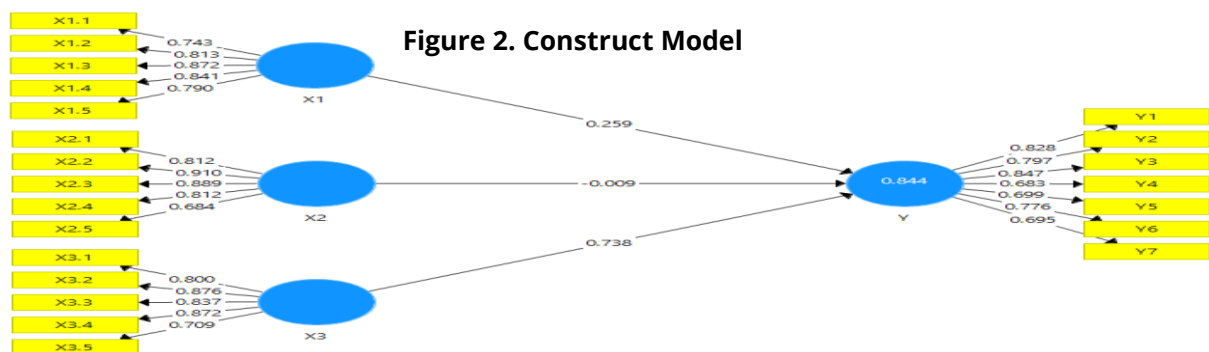 Figure 2. Construct Model
X1.1
X1.2
X1.3
X1.4
X1.5
0.743
0.813
0.872
0.841
0.790
X1
X2.1
X2.2
X2.3
X2.4
X2.5
0.812
0.910
0.889
0.812
0.684
X2
X3.1
X3.2
X3.3
X3.4
X3.5
0.800
0.876
0.837
0.872
0.709
X3
0.259
-0.009
0.738
0.844
Y
0.828
0.797
0.847
0.683
0.699
0.776
0.695
Y1
Y2
Y3
Y4
Y5
Y6
Y7